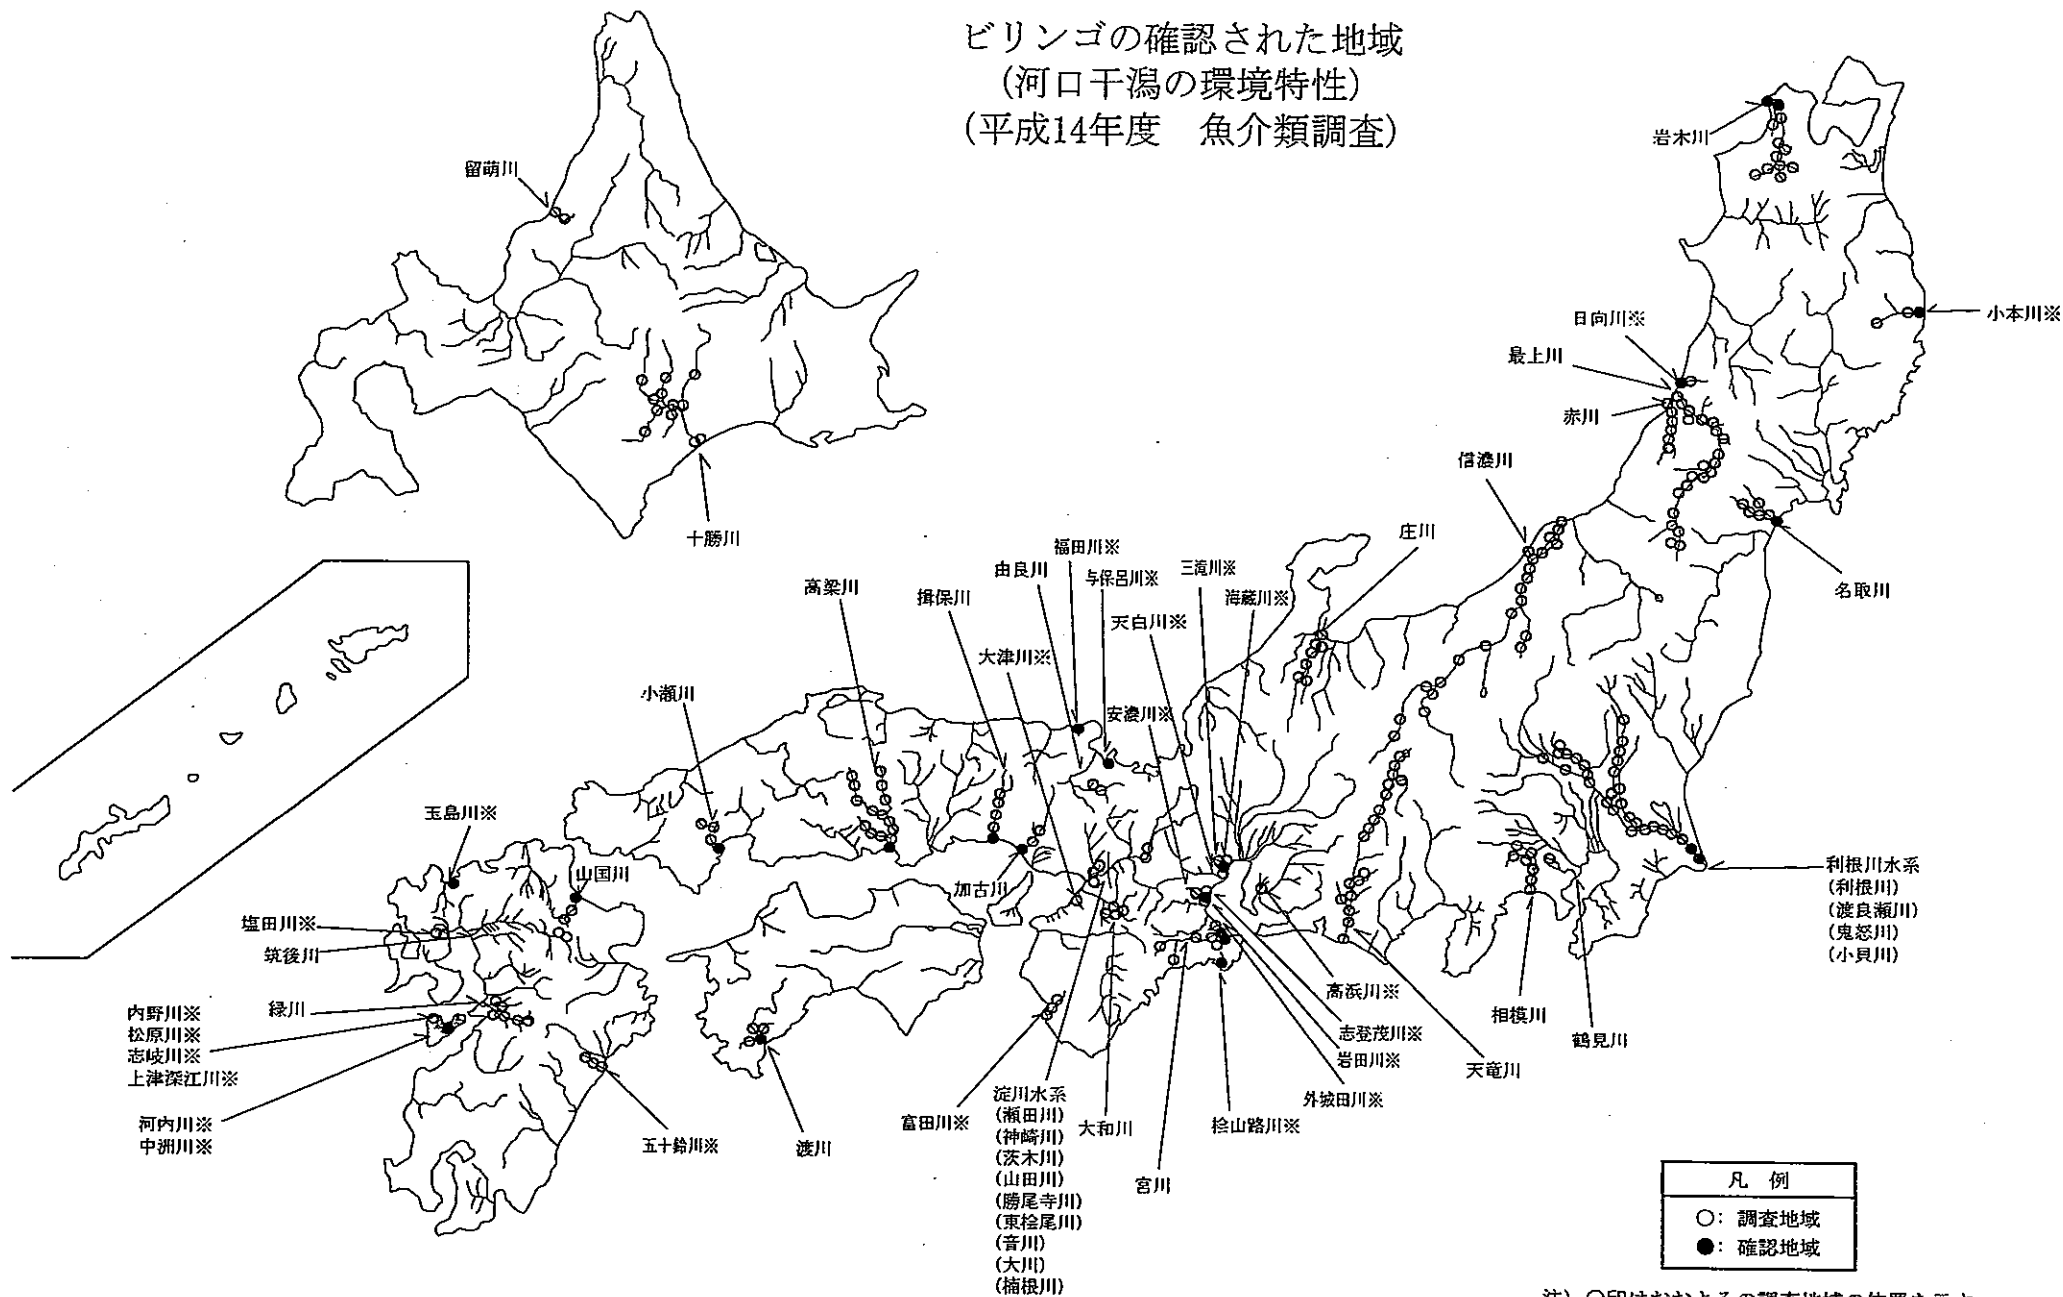 ビリンゴの確認された地域
(河口干潟の環境特性)
(平成14年度　魚介類調査)
留萌川
十勝川
岩木川
小本川※
日向川※
最上川
赤川
信濃川
名取川
庄川
福田川※
由良川
与保呂川※
三滝川※
海蔵川※
天白川※
高梁川
揖保川
大津川※
安濃川※
小瀬川
玉島川※
山国川
加古川
塩田川※
筑後川
緑川
内野川※
松原川※
志岐川※
上津深江川※
河内川※
中洲川※
五十鈴川※
渡川
富田川※
淀川水系
(瀬田川)
(神崎川)
(茨木川)
(山田川)
(勝尾寺川)
(東桧尾川)
(音川)
(大川)
(楠根川)
大和川
宮川
桧山路川※
外城田川※
岩田川※
志登茂川※
高浜川※
天竜川
相模川
鶴見川
利根川水系
(利根川)
(渡良瀬川)
(鬼怒川)
(小貝川)
凡　例
○：調査地域
●：確認地域